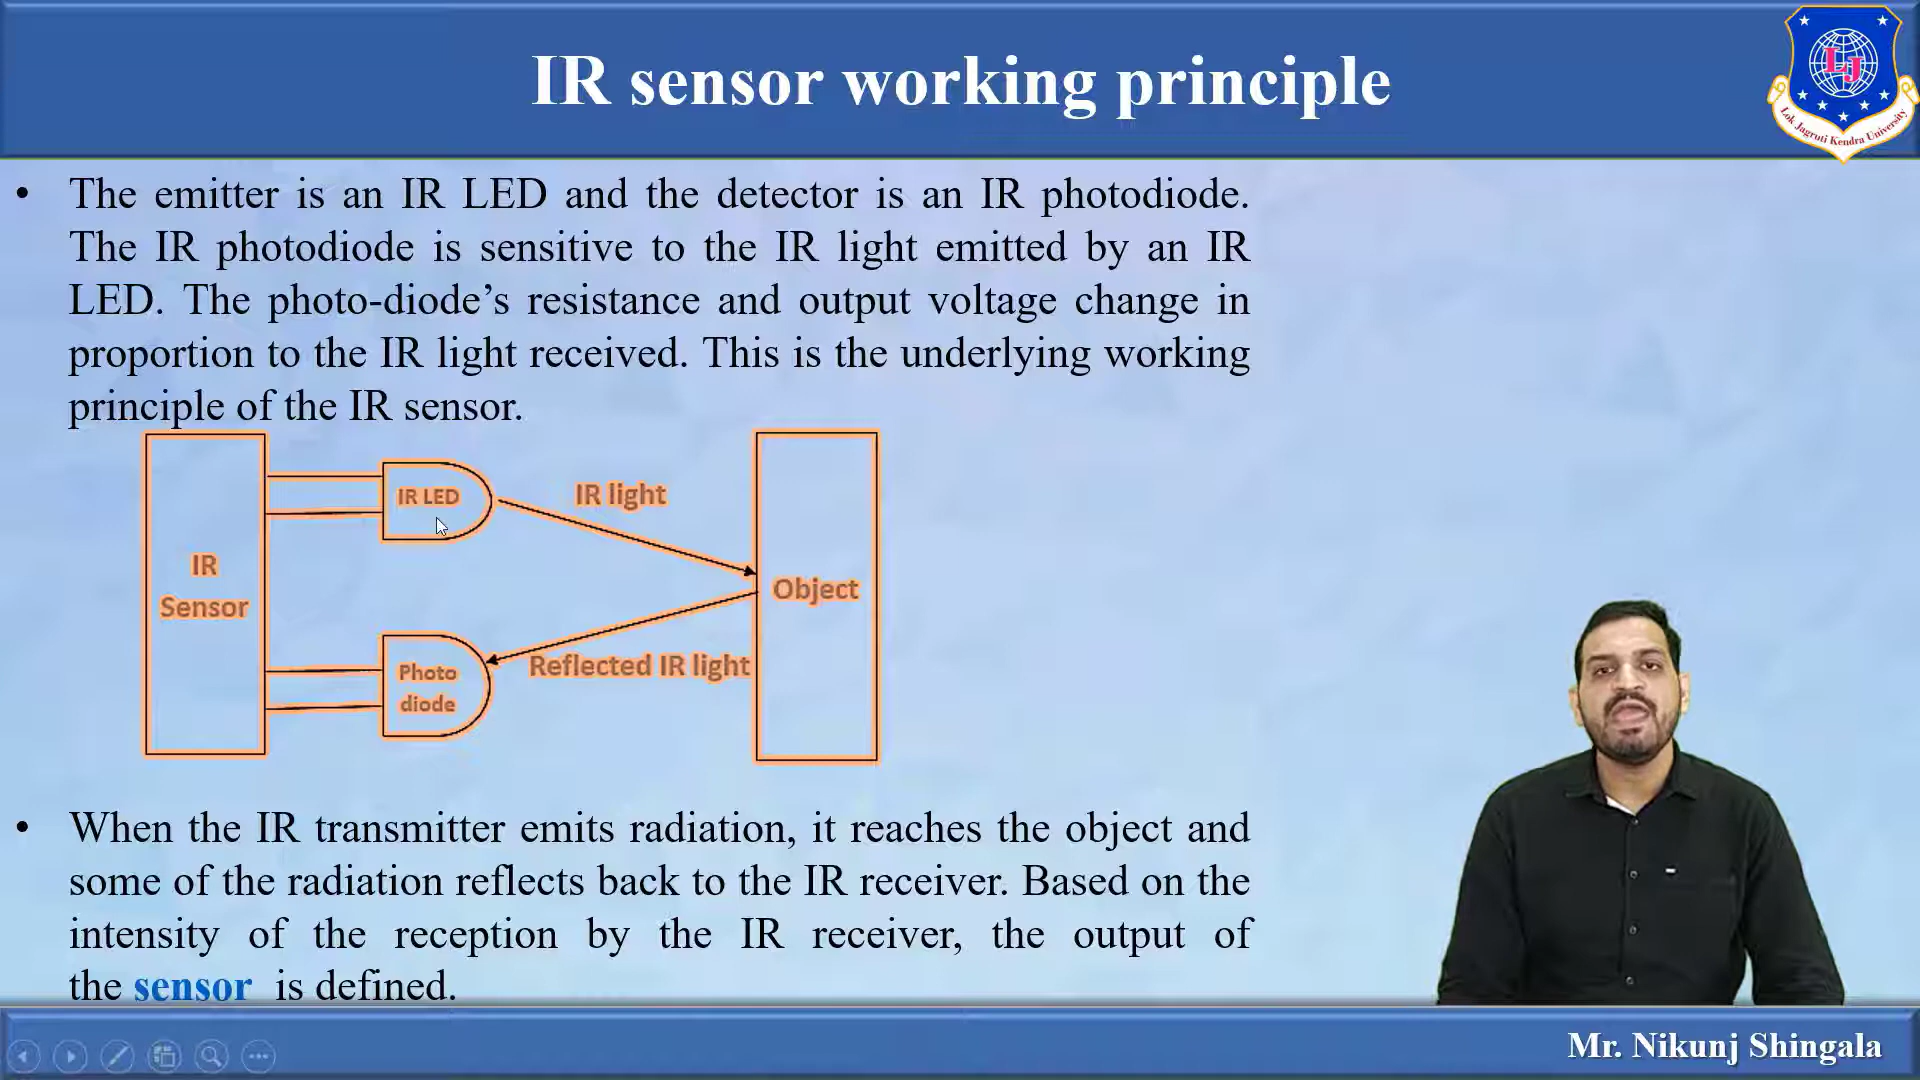 IR sensor working principle
LJ
Lok Jagruti Kendra University
• The emitter is an IR LED and the detector is an IR photodiode.
The IR photodiode is sensitive to the IR light emitted by an IR
LED. The photo-diode’s resistance and output voltage change in
proportion to the IR light received. This is the underlying working
principle of the IR sensor.
IR LED
IR light
IR
Sensor
Object
Photo
diode
Reflected IR light
• When the IR transmitter emits radiation, it reaches the object and
some of the radiation reflects back to the IR receiver. Based on the
intensity of the reception by the IR receiver, the output of
the sensor is defined.
Mr. Nikunj Shingala